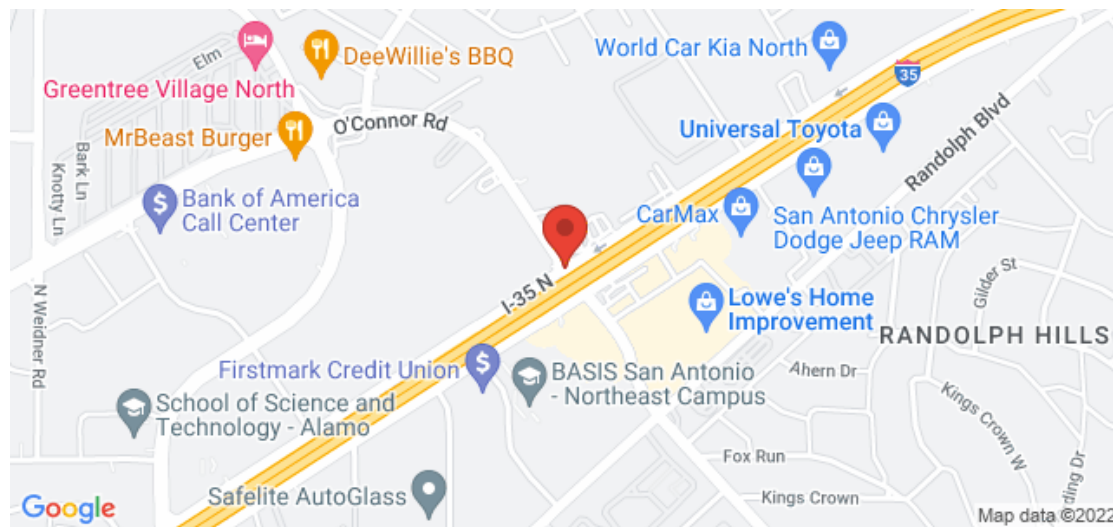 World Car Kia North
35
Elm
DeeWillie's BBQ
Greentree Village North
O'Connor Rd
MrBeast Burger
Universal Toyota
Randolph Blvd
Bark Ln
Knotty Ln
Bank of America
Call Center
CarMax
San Antonio Chrysler
Dodge Jeep RAM
I-35 N
Gilder St
N Weidner Rd
Lowe's Home
Improvement
RANDOLPH HILLS
Firstmark Credit Union
BASIS San Antonio
- Northeast Campus
Ahern Dr
School of Science and
Technology - Alamo
Kings Crown W
Fox Run
ding Dr
Safelite AutoGlass
Kings Crown
Google
Map data ©2022